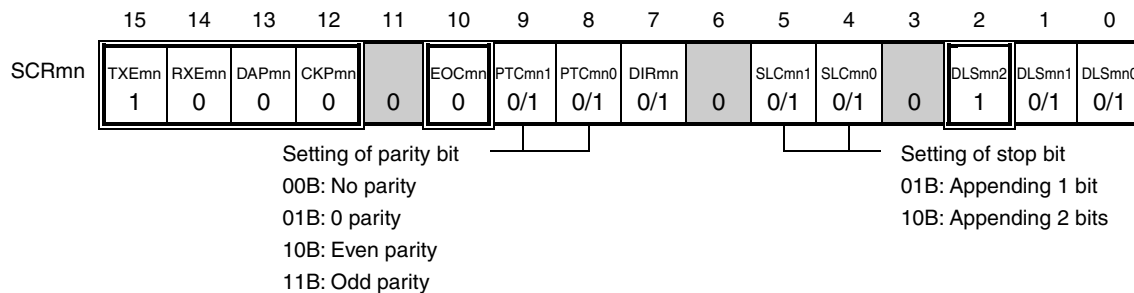 15 14 13 12 11 10 9 8 7 6 5 4 3 2 1 0
SCRmn TXEmn RXEmn DAPmn CKPmn EOCmn PTCmn1 PTCmn0 DIRmn SLCmn1 SLCmn0 DLSmn2 DLSmn1 DLSmn0
1 0 0 0 0 0 0/1 0/1 0/1 0 0/1 0/1 0 1 0/1 0/1
Setting of parity bit
00B: No parity
01B: 0 parity
10B: Even parity
11B: Odd parity
Setting of stop bit
01B: Appending 1 bit
10B: Appending 2 bits